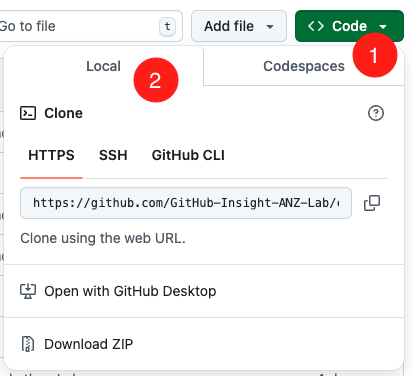 Go to file
t
Add file
Code
1
Local
2
Codespaces
Clone
HTTPS
SSH
GitHub CLI
https://github.com/GitHub-Insight-ANZ-Lab/
Clone using the web URL.
Open with GitHub Desktop
Download ZIP